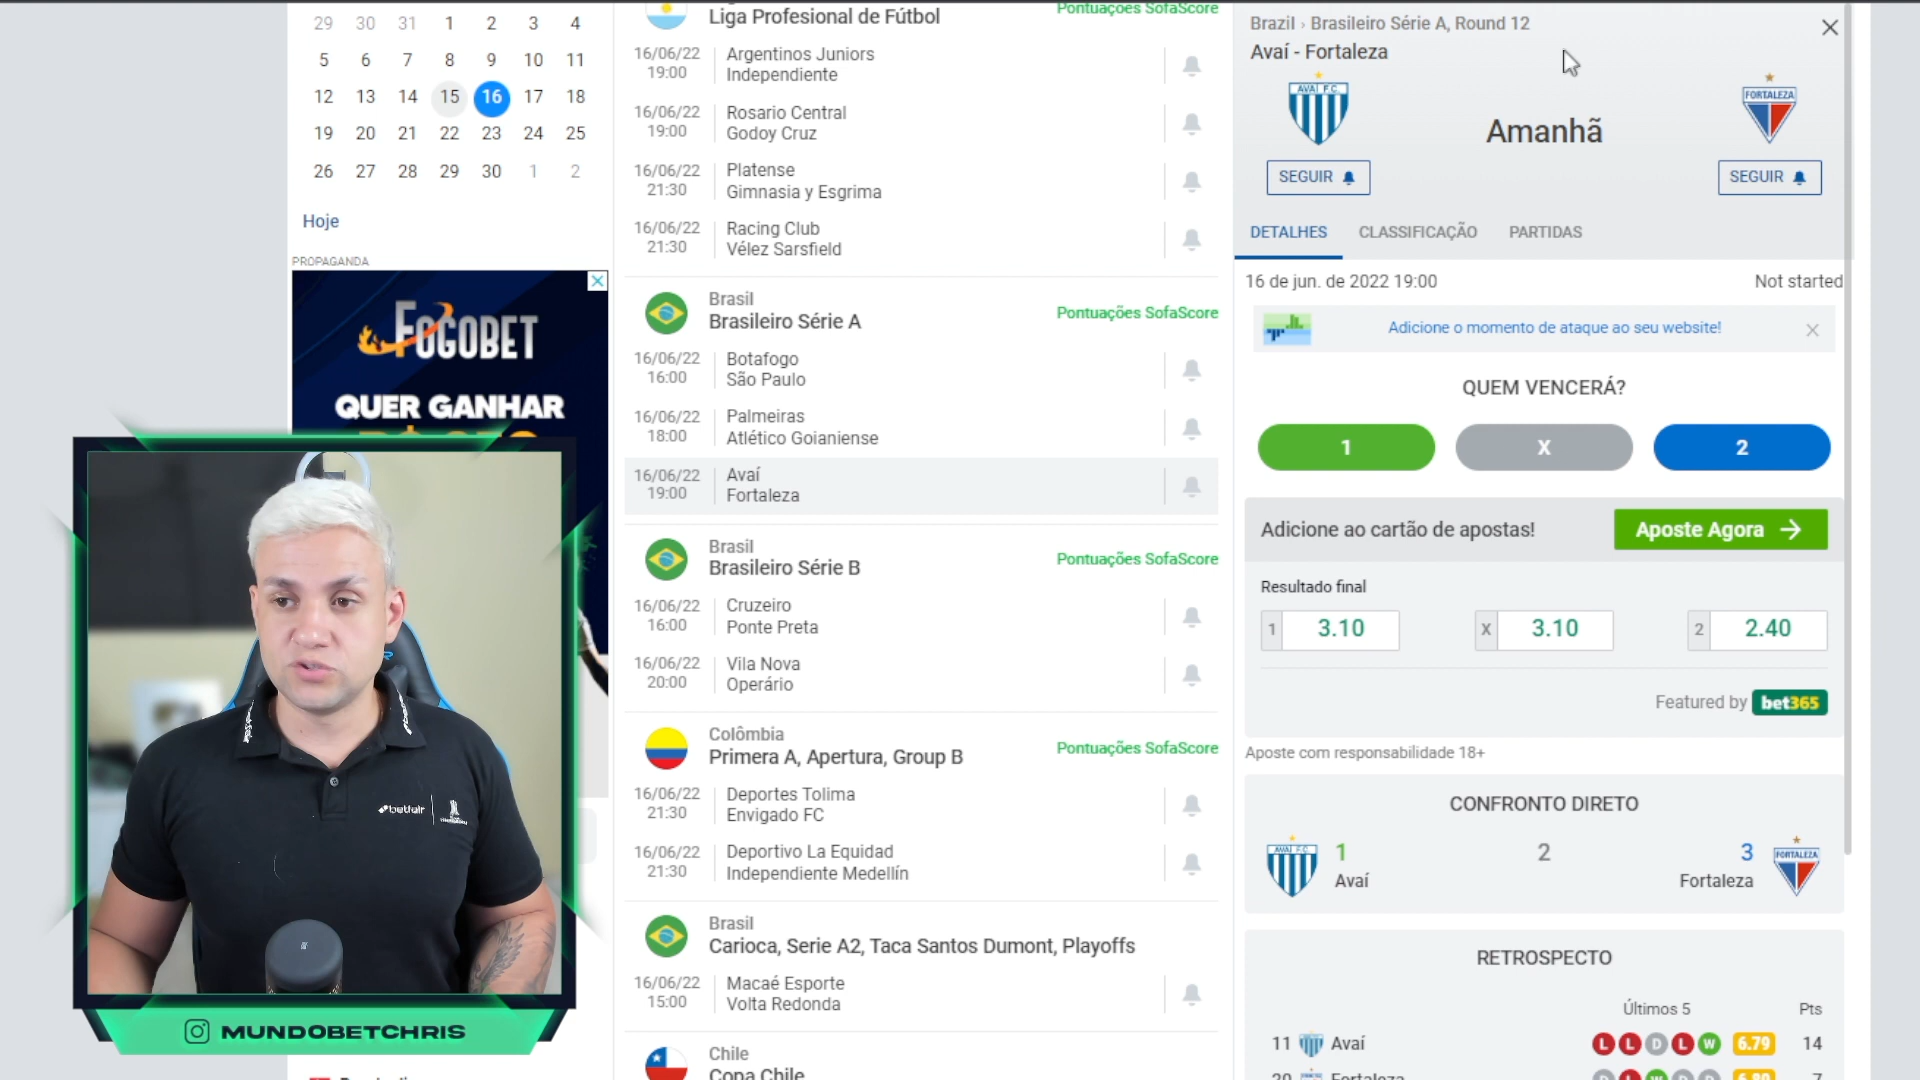 29 30 31 1 2 3 4
5 6 7 8 9 10 11
12 13 14 15 16 17 18
19 20 21 22 23 24 25
26 27 28 29 30 1 2
Hoje
PROPAGANDA
FOGOBET
QUER GANHAR
betfair
MUNDOBETCHRIS
Liga Profesional de Fútbol
Pontuações SofaScore
16/06/22 Argentinos Juniors
19:00 Independiente
16/06/22 Rosario Central
19:00 Godoy Cruz
16/06/22 Platense
21:30 Gimnasia y Esgrima
16/06/22 Racing Club
21:30 Vélez Sarsfield
Brasil
Brasileiro Série A
Pontuações SofaScore
16/06/22 Botafogo
16:00 São Paulo
16/06/22 Palmeiras
18:00 Atlético Goianiense
16/06/22 Avaí
19:00 Fortaleza
Brasil
Brasileiro Série B
Pontuações SofaScore
16/06/22 Cruzeiro
16:00 Ponte Preta
16/06/22 Vila Nova
20:00 Operário
Colômbia
Primera A, Apertura, Group B
Pontuações SofaScore
16/06/22 Deportes Tolima
21:30 Envigado FC
16/06/22 Deportivo La Equidad
21:30 Independiente Medellín
Brasil
Carioca, Serie A2, Taca Santos Dumont, Playoffs
16/06/22 Macaé Esporte
15:00 Volta Redonda
Chile
Copa Chile
Brazil › Brasileiro Série A, Round 12
Avaí - Fortaleza
AVAÍ F.C.
FORTALEZA
Amanhã
SEGUIR
SEGUIR
DETALHES CLASSIFICAÇÃO PARTIDAS
16 de jun. de 2022 19:00 Not started
Adicione o momento de ataque ao seu website!
QUEM VENCERÁ?
1 X 2
Adicione ao cartão de apostas! Aposte Agora
Resultado final
1 3.10 X 3.10 2 2.40
Featured by bet365
Aposte com responsabilidade 18+
CONFRONTO DIRETO
AVAÍ F.C. 1 2 3 FORTALEZA
Avaí Fortaleza
RETROSPECTO
Últimos 5 Pts
11 Avaí L L D L W 6.79 14
20 Fortaleza D L W D D 6.80 7